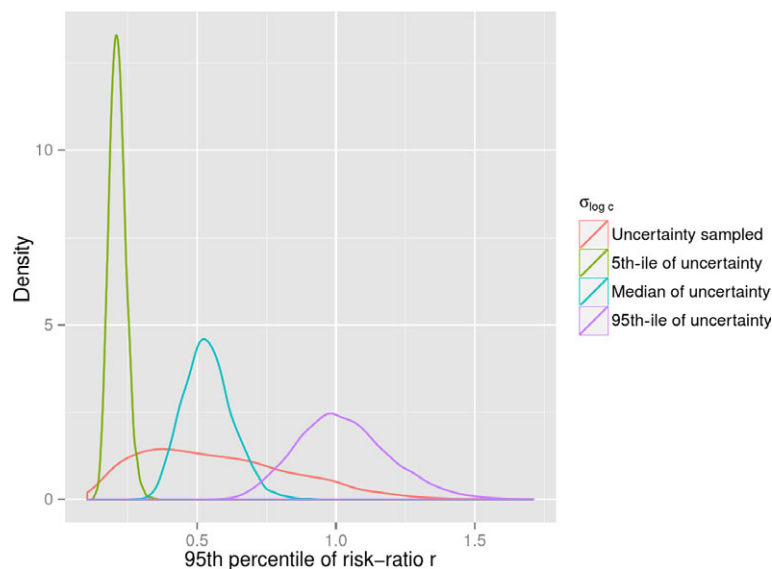 10
5
0
Density
0.5
1.0
1.5
95th percentile of risk−ratio r
σlog c
Uncertainty sampled
5th-ile of uncertainty
Median of uncertainty
95th-ile of uncertainty